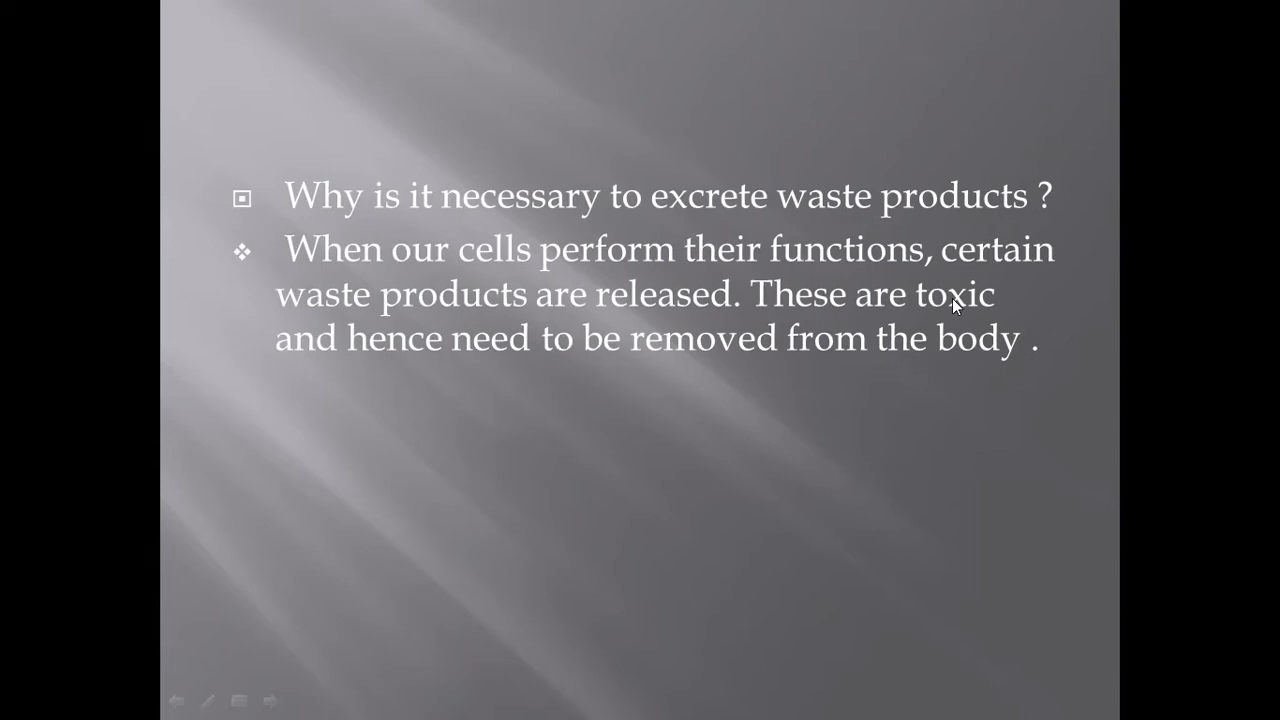 Why is it necessary to excrete waste products ?
When our cells perform their functions, certain
waste products are released. These are toxic
and hence need to be removed from the body .